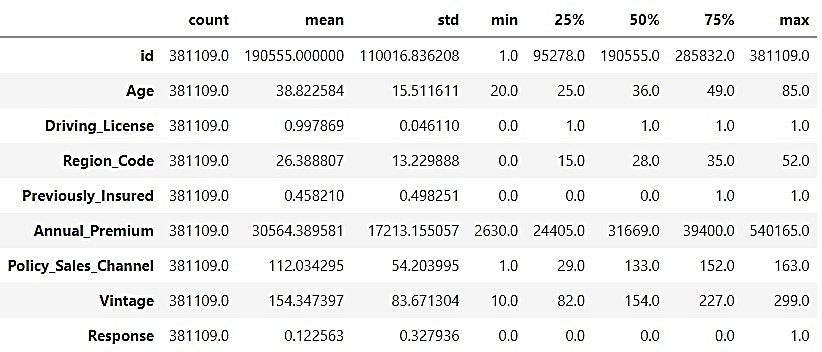 count mean std min 25% 50% 75% max
id 381109.0 190555.000000 110016.836208 1.0 95278.0 190555.0 285832.0 381109.0
Age 381109.0 38.822584 15.511611 20.0 25.0 36.0 49.0 85.0
Driving_License 381109.0 0.997869 0.046110 0.0 1.0 1.0 1.0 1.0
Region_Code 381109.0 26.388807 13.229888 0.0 15.0 28.0 35.0 52.0
Previously_Insured 381109.0 0.458210 0.498251 0.0 0.0 0.0 1.0 1.0
Annual_Premium 381109.0 30564.389581 17213.155057 2630.0 24405.0 31669.0 39400.0 540165.0
Policy_Sales_Channel 381109.0 112.034295 54.203995 1.0 29.0 133.0 152.0 163.0
Vintage 381109.0 154.347397 83.671304 10.0 82.0 154.0 227.0 299.0
Response 381109.0 0.122563 0.327936 0.0 0.0 0.0 0.0 1.0